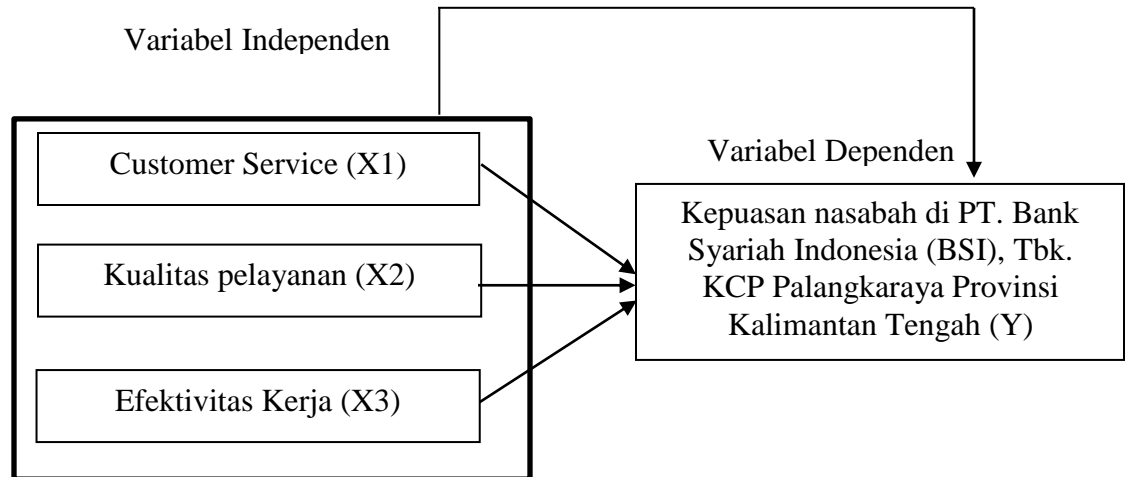 Variabel Independen
Customer Service (X1)
Kualitas pelayanan (X2)
Efektivitas Kerja (X3)
Variabel Dependen
Kepuasan nasabah di PT. Bank
Syariah Indonesia (BSI), Tbk.
KCP Palangkaraya Provinsi
Kalimantan Tengah (Y)